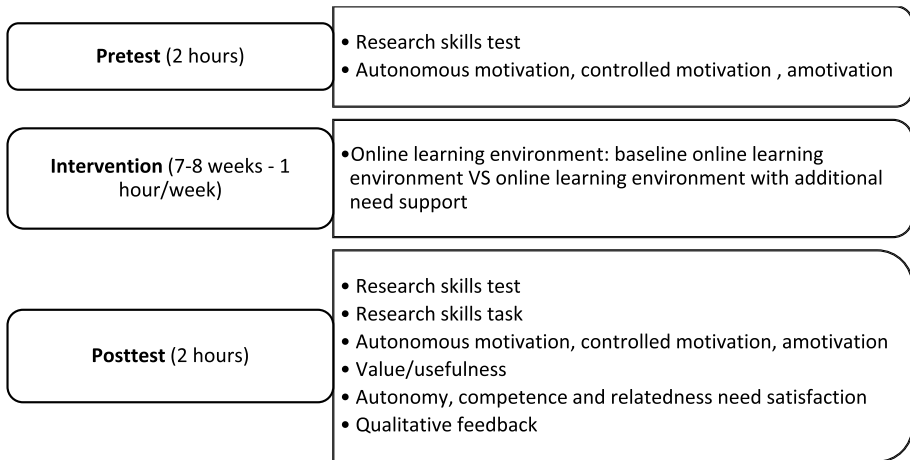 Pretest (2 hours)
• Research skills test
• Autonomous motivation, controlled motivation , amotivation
Intervention (7-8 weeks - 1
hour/week)
•Online learning environment: baseline online learning
environment VS online learning environment with additional
need support
Posttest (2 hours)
• Research skills test
• Research skills task
• Autonomous motivation, controlled motivation, amotivation
• Value/usefulness
• Autonomy, competence and relatedness need satisfaction
• Qualitative feedback